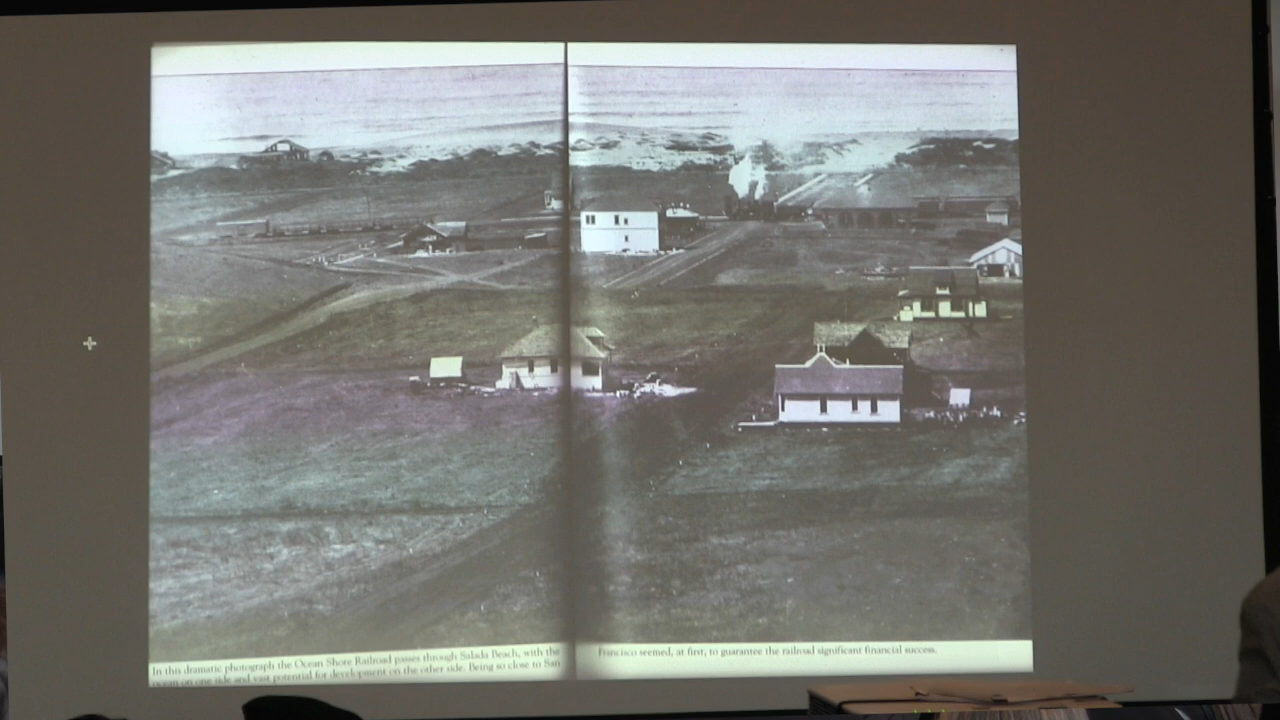 In this dramatic photograph the Ocean Shore Railroad passes through Salada Beach, with the
ocean on one side and vast potential for development on the other side. Being so close to San
Francisco seemed, at first, to guarantee the railroad significant financial success.